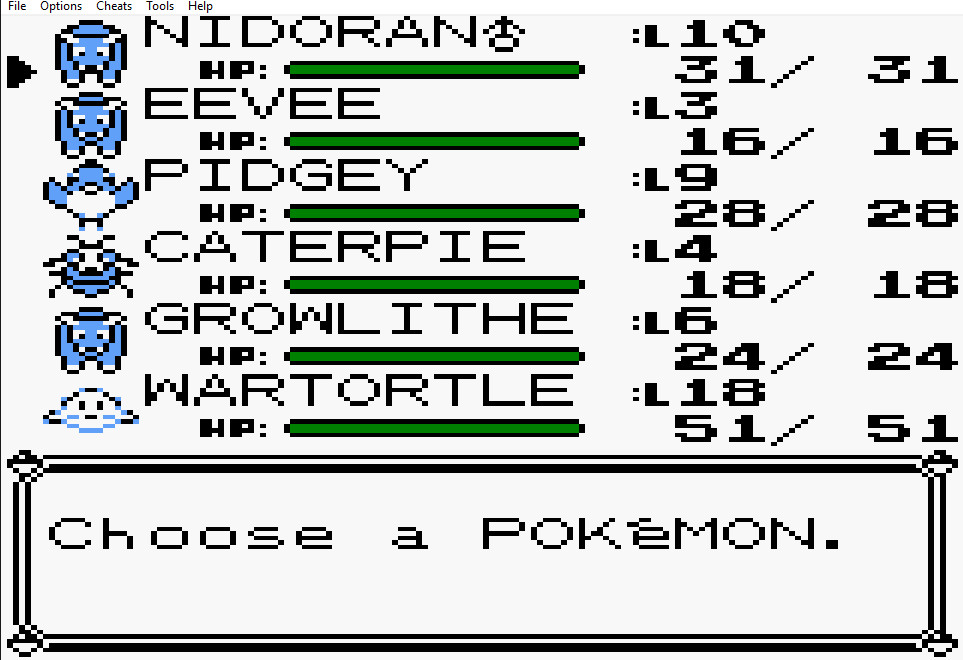 File Options Cheats Tools Help
NIDORAN♂ :L10
HP: 31/ 31
EEVEE :L3
HP: 16/ 16
PIDGEY :L9
HP: 28/ 28
CATERPIE :L4
HP: 18/ 18
GROWLITHE :L6
HP: 24/ 24
WARTORTLE :L18
HP: 51/ 51
Choose a POKéMON.